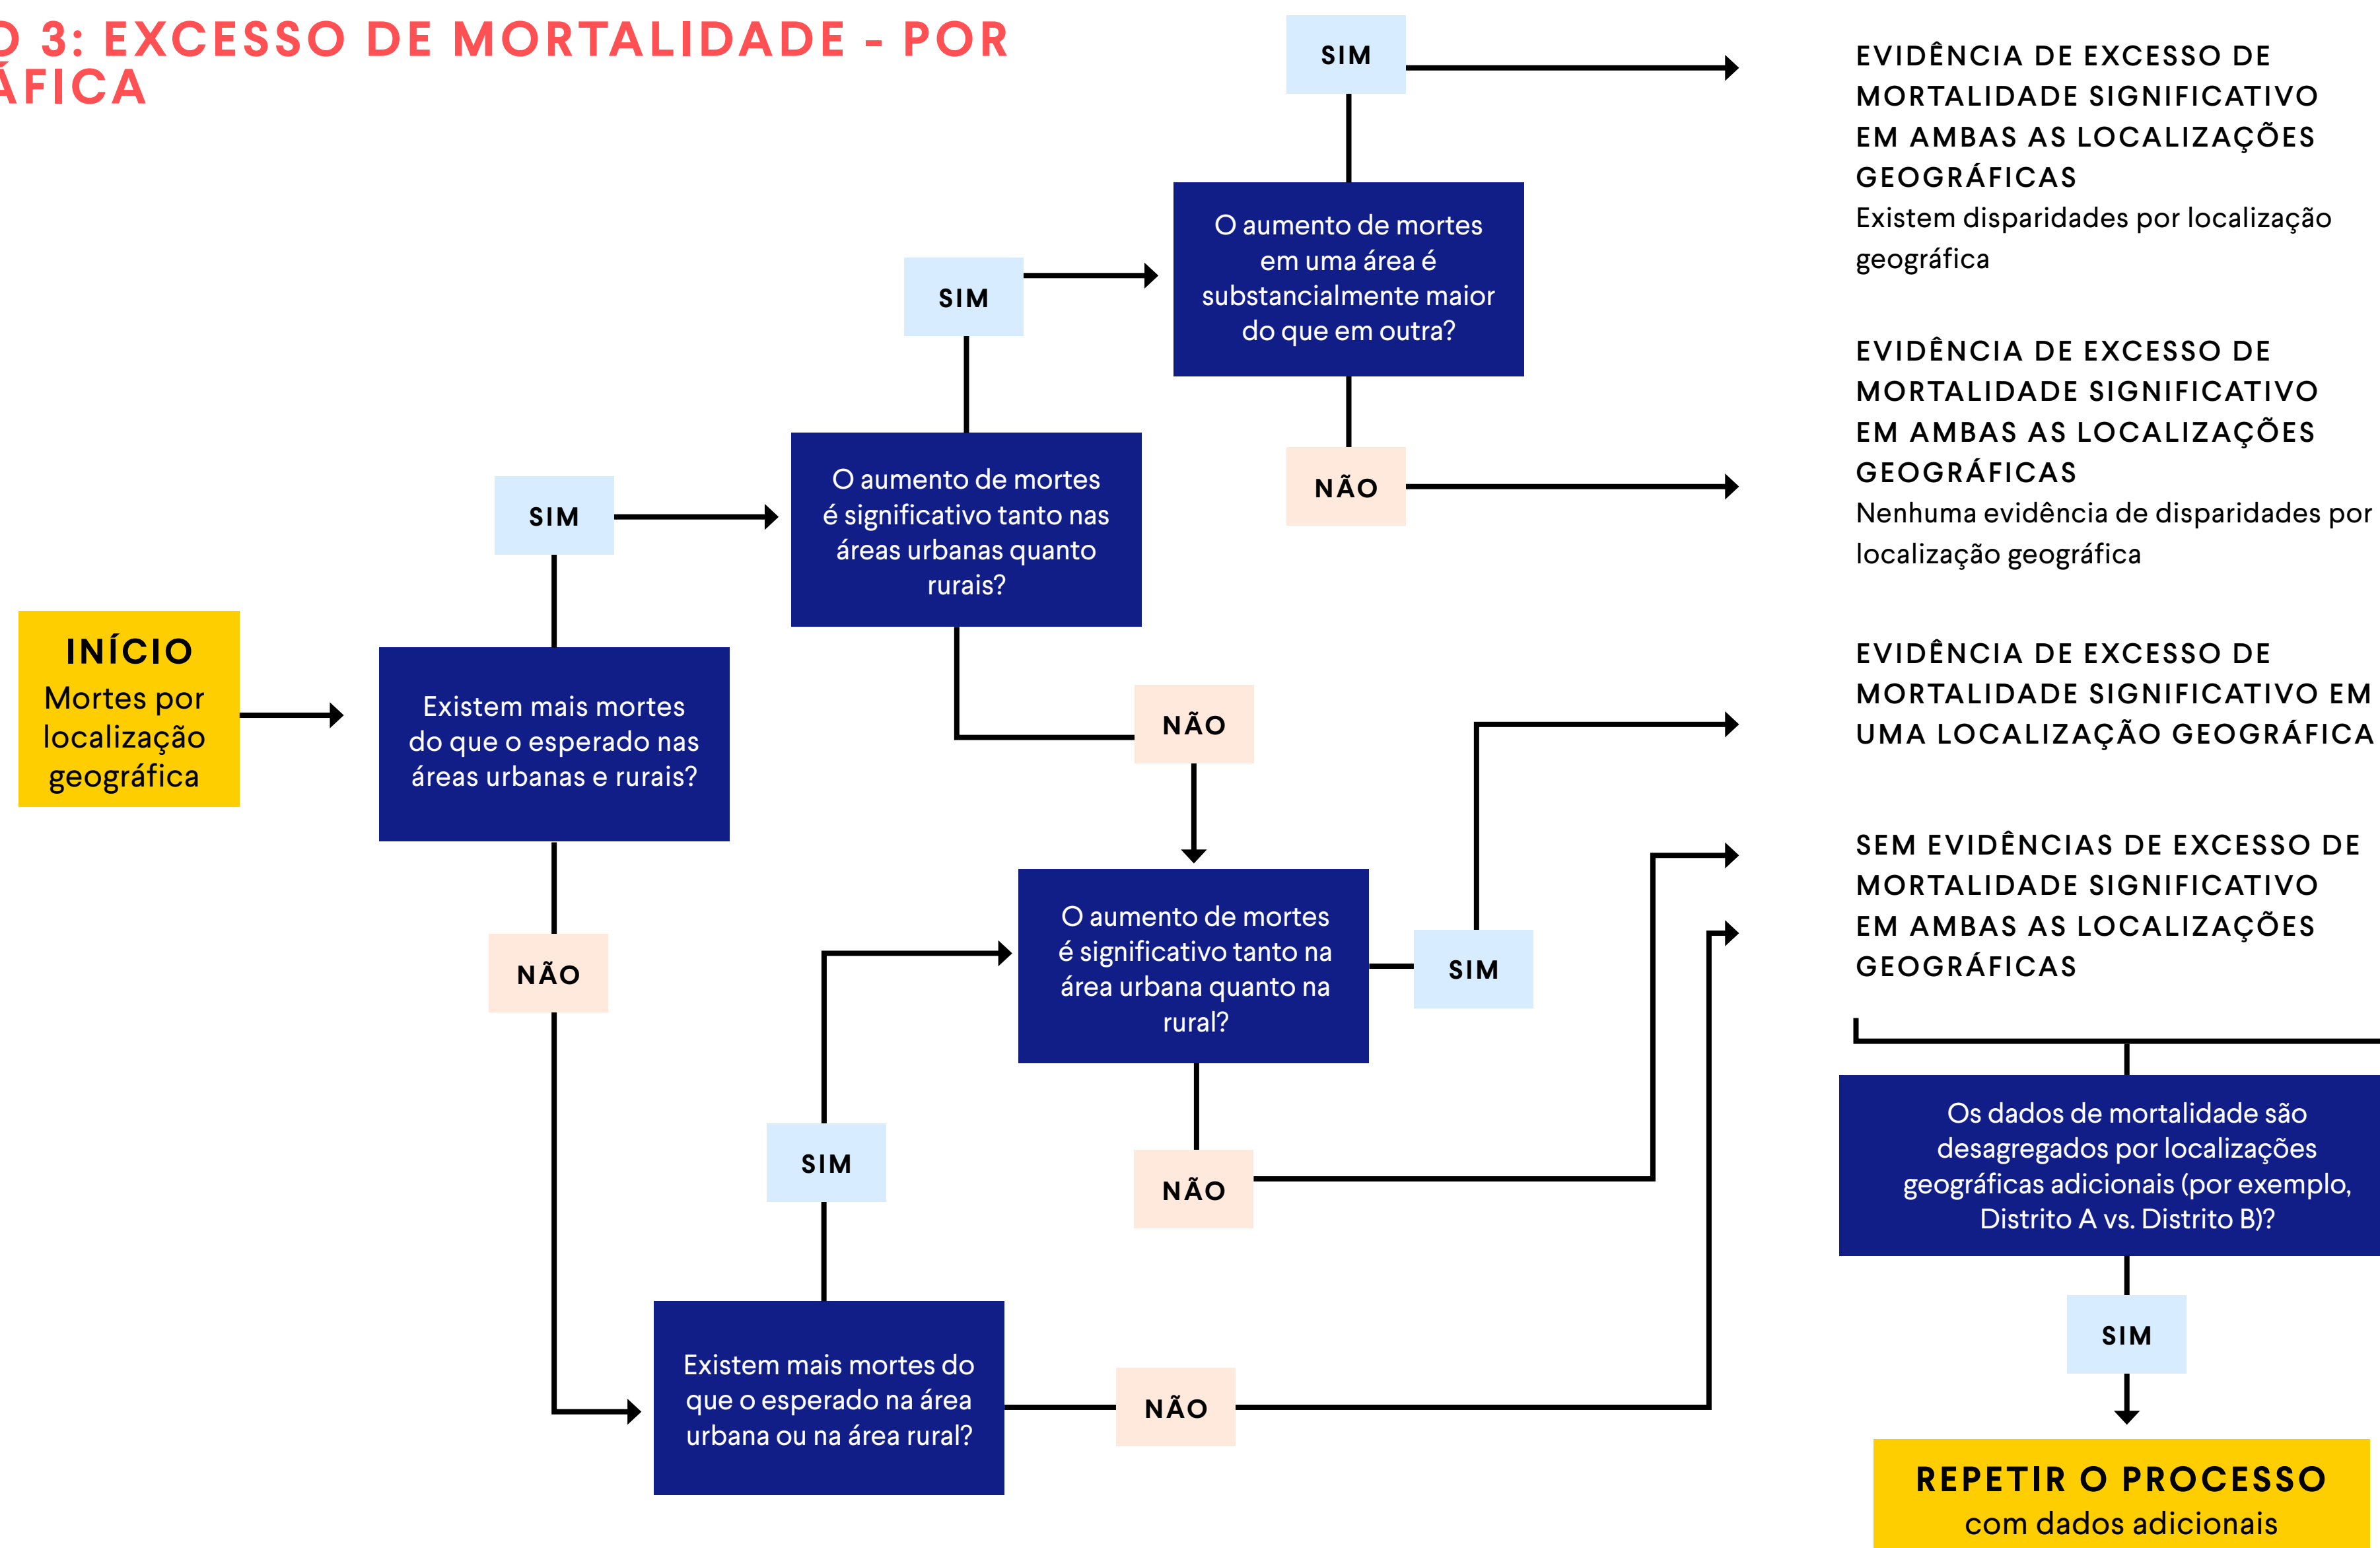 O 3: EXCESSO DE MORTALIDADE - POR
ÁFICA
INÍCIO
Mortes por
localização
geográfica
Existem mais mortes
do que o esperado nas
áreas urbanas e rurais?
SIM
NÃO
O aumento de mortes
é significativo tanto nas
áreas urbanas quanto
rurais?
SIM
NÃO
O aumento de mortes
em uma área é
substancialmente maior
do que em outra?
SIM
NÃO
O aumento de mortes
é significativo tanto na
área urbana quanto na
rural?
SIM
NÃO
Existem mais mortes do
que o esperado na área
urbana ou na área rural?
SIM
NÃO
EVIDÊNCIA DE EXCESSO DE
MORTALIDADE SIGNIFICATIVO
EM AMBAS AS LOCALIZAÇÕES
GEOGRÁFICAS
Existem disparidades por localização
geográfica
EVIDÊNCIA DE EXCESSO DE
MORTALIDADE SIGNIFICATIVO
EM AMBAS AS LOCALIZAÇÕES
GEOGRÁFICAS
Nenhuma evidência de disparidades por
localização geográfica
EVIDÊNCIA DE EXCESSO DE
MORTALIDADE SIGNIFICATIVO EM
UMA LOCALIZAÇÃO GEOGRÁFICA
SEM EVIDÊNCIAS DE EXCESSO DE
MORTALIDADE SIGNIFICATIVO
EM AMBAS AS LOCALIZAÇÕES
GEOGRÁFICAS
Os dados de mortalidade são
desagregados por localizações
geográficas adicionais (por exemplo,
Distrito A vs. Distrito B)?
SIM
REPETIR O PROCESSO
com dados adicionais